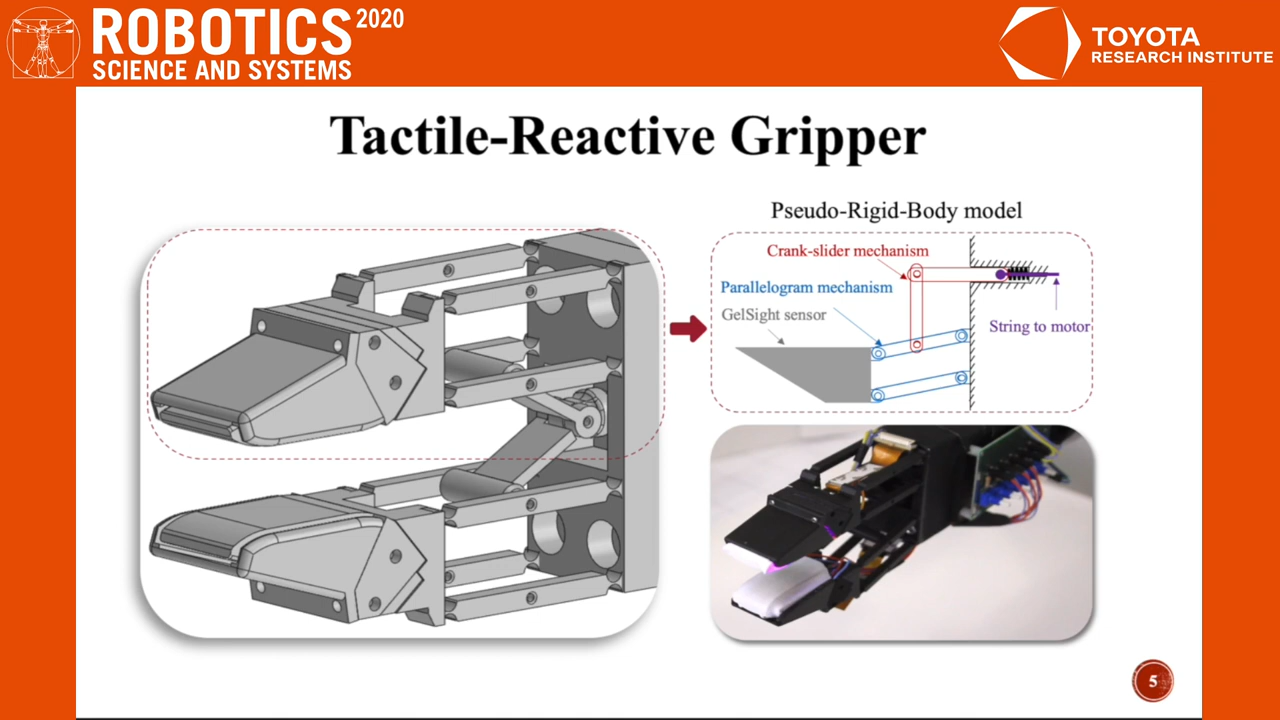 ROBOTICS 2020
SCIENCE AND SYSTEMS
TOYOTA
RESEARCH INSTITUTE
Tactile-Reactive Gripper
Pseudo-Rigid-Body model
Crank-slider mechanism
Parallelogram mechanism
GelSight sensor
String to motor
5